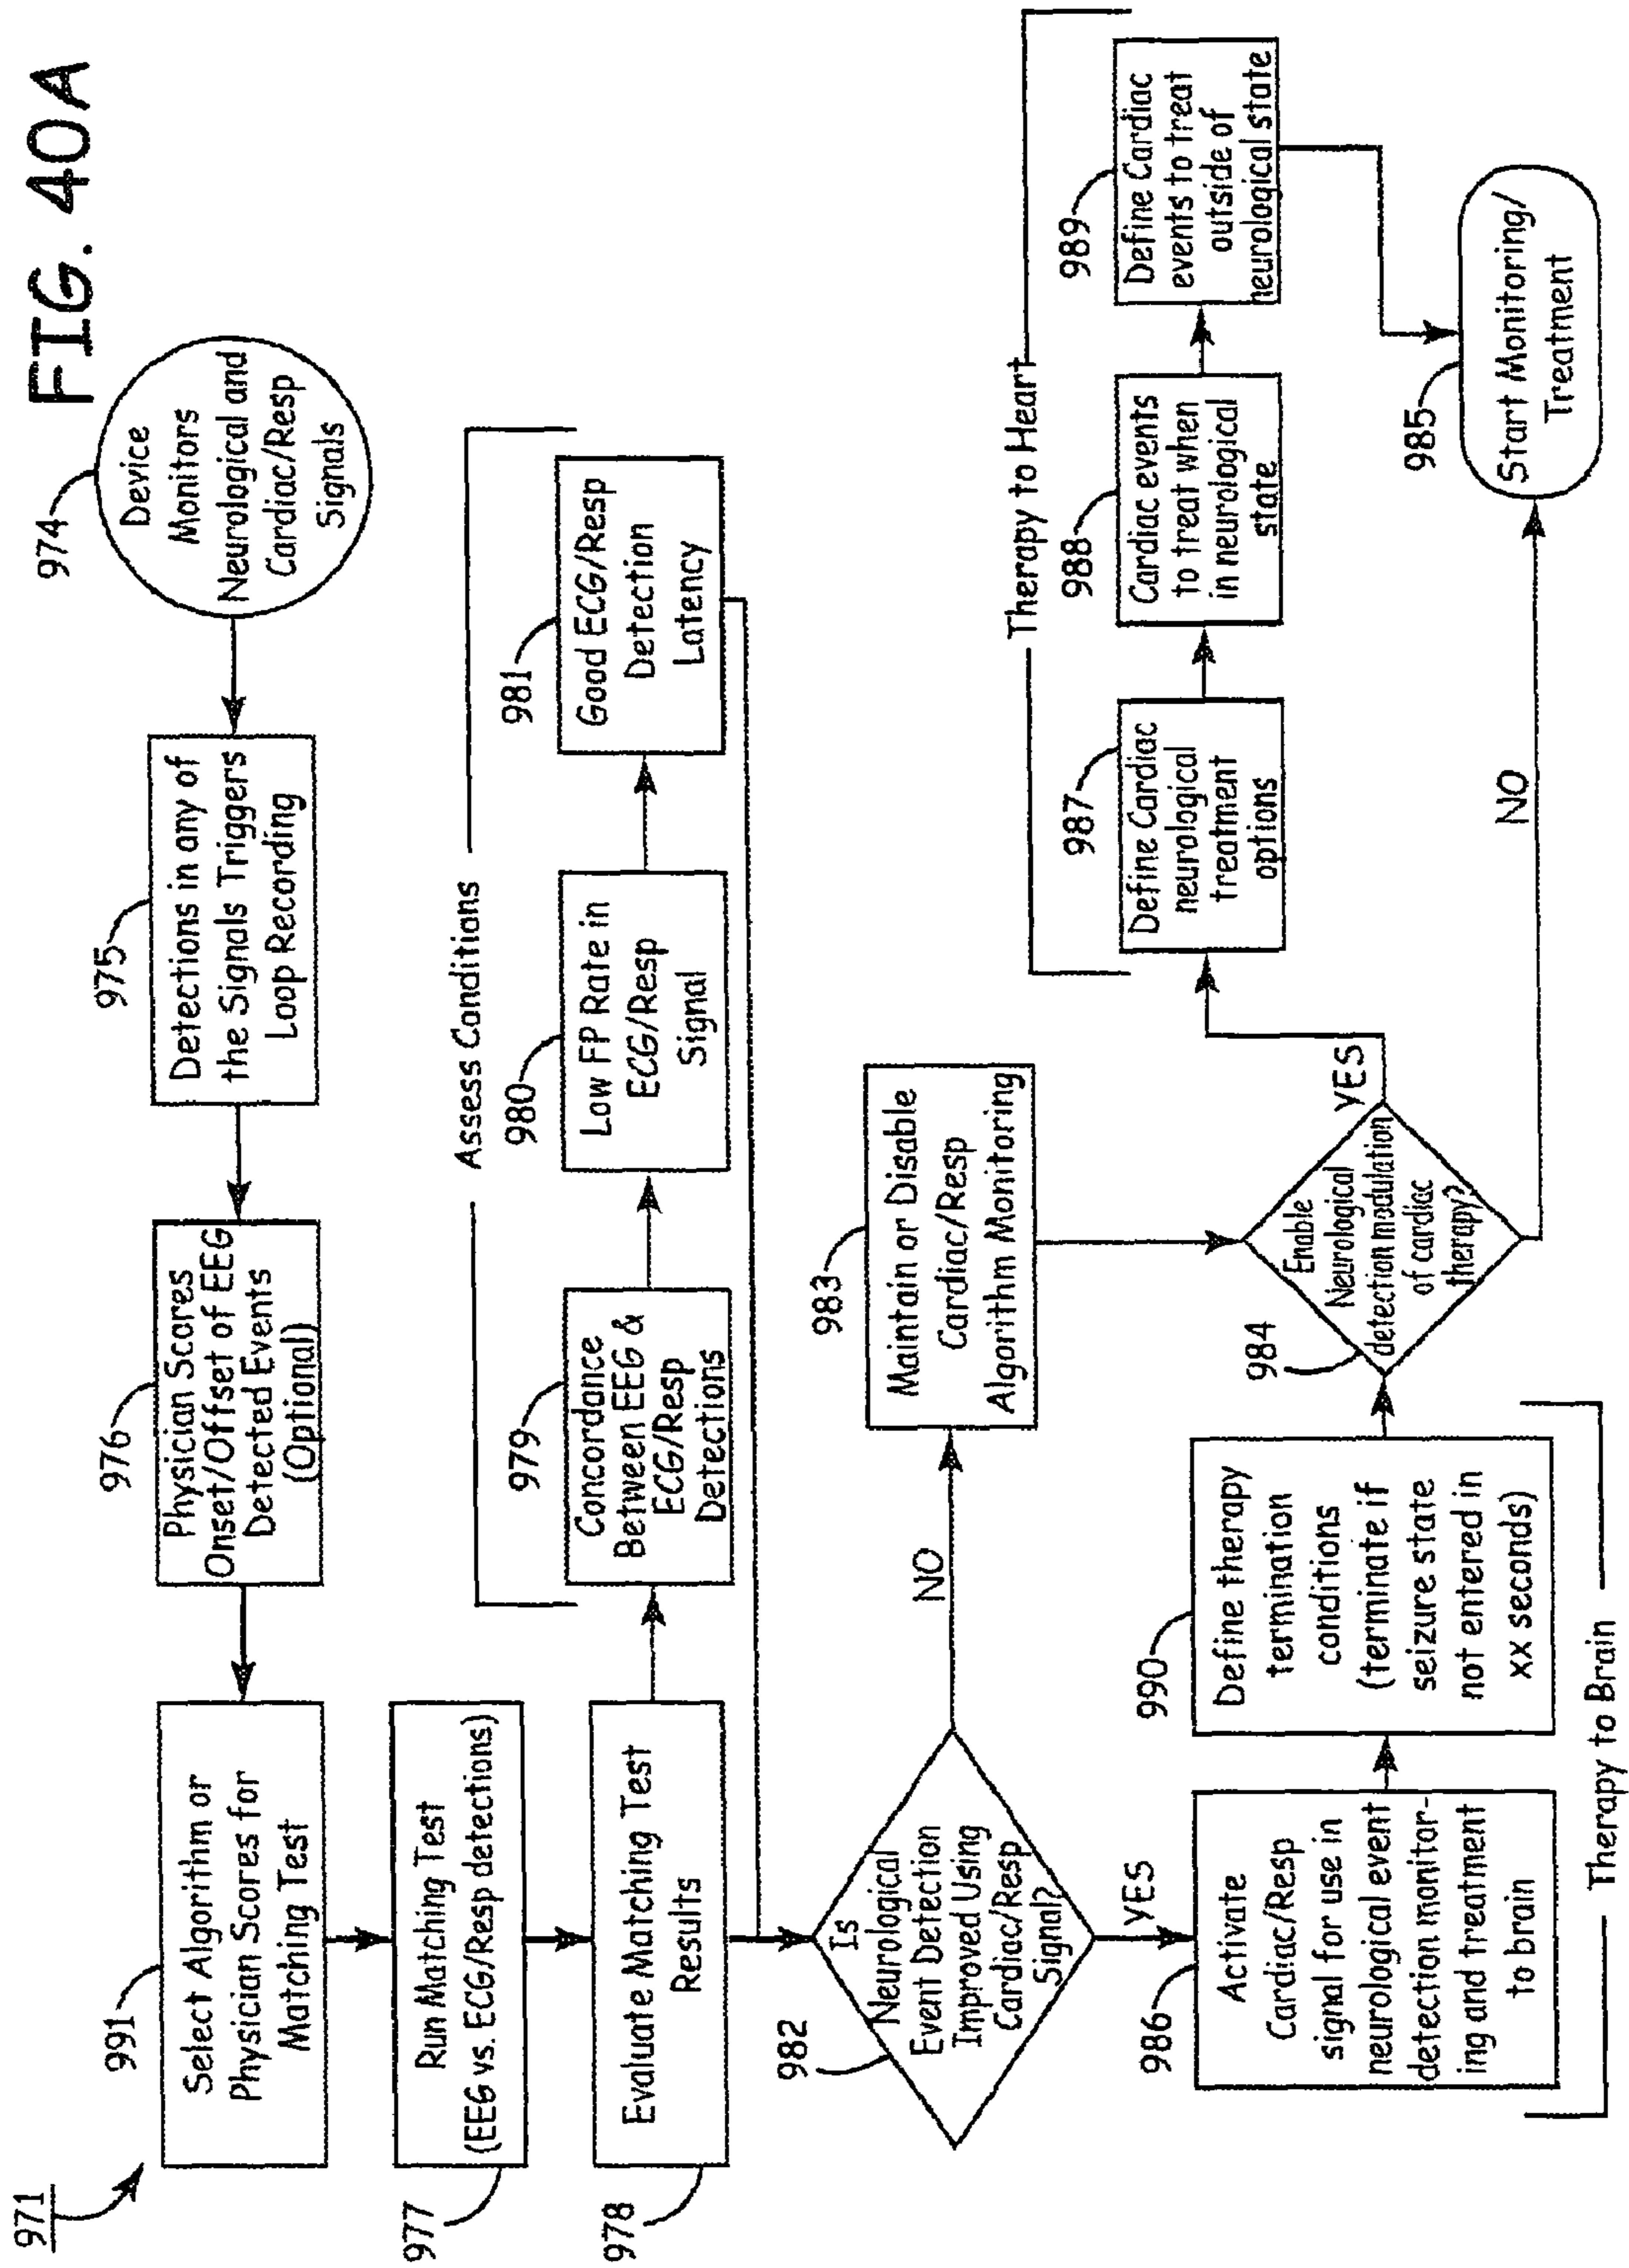 FIG. 40A
971
974
Device
Monitors
Neurological and
Cardiac/Resp
Signals
975
Detections in any of
the Signals Triggers
Loop Recording
976
Physician Scores
Onset/Offset of EEG
Detected Events
(Optional)
991
Select Algorithm or
Physician Scores for
Matching Test
977
Run Matching Test
(EEG vs. ECG/Resp detections)
978
Evaluate Matching Test
Results
Assess Conditions
979
Concordance
Between EEG &
ECG/Resp
Detections
980
Low FP Rate in
ECG/Resp
Signal
981
Good ECG/Resp
Detection
Latency
982
Is
Neurological
Event Detection
Improved Using
Cardiac/Resp
Signal?
NO
983
Maintain or Disable
Cardiac/Resp
Algorithm Monitoring
YES
986
Activate
Cardiac/Resp
signal for use in
neurological event
detection monitor-
ing and treatment
to brain
990
Define therapy
termination
conditions
(terminate if
seizure state
not entered in
xx seconds)
Therapy to Brain
984
Enable
Neurological
detection modulation
of cardiac
therapy?
YES
NO
Therapy to Heart
987
Define Cardiac
neurological
treatment
options
988
Cardiac events
to treat when
in neurological
state
989
Define Cardiac
events to treat
outside of
neurological state
985
Start Monitoring/
Treatment